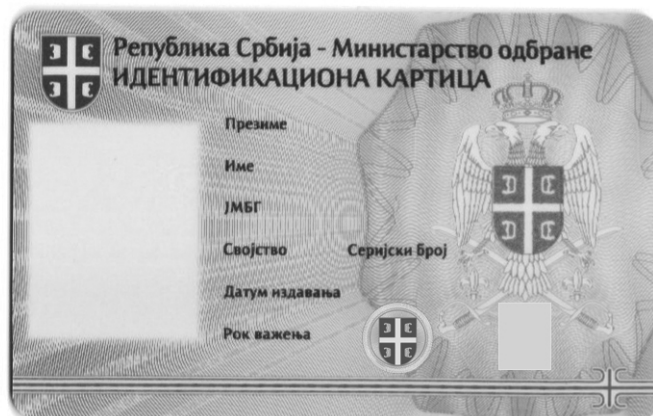 Република Србија - Министарство одбране
ИДЕНТИФИКАЦИОНА КАРТИЦА
Презиме
Име
ЈМБГ
Својство Серијски број
Датум издавања
Рок важења